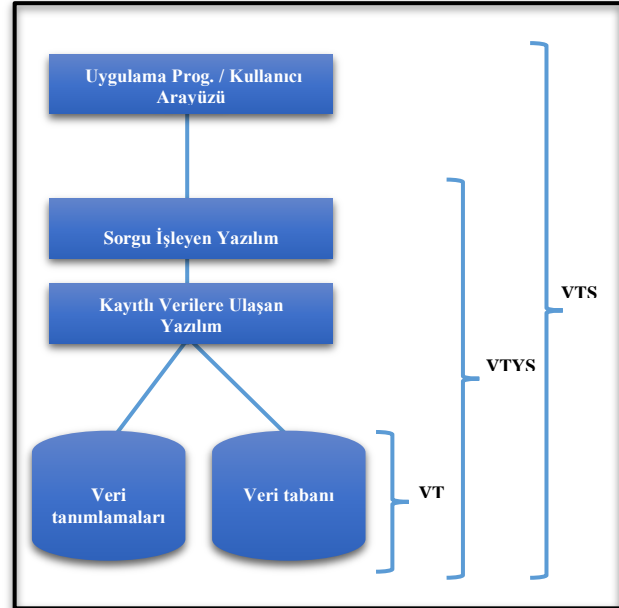 Uygulama Prog. / Kullanıcı
Arayüzü
Sorgu İşleyen Yazılım
Kayıtlı Verilere Ulaşan
Yazılım
VTS
VTYS
Veri
tanımlamaları
Veri tabanı
VT